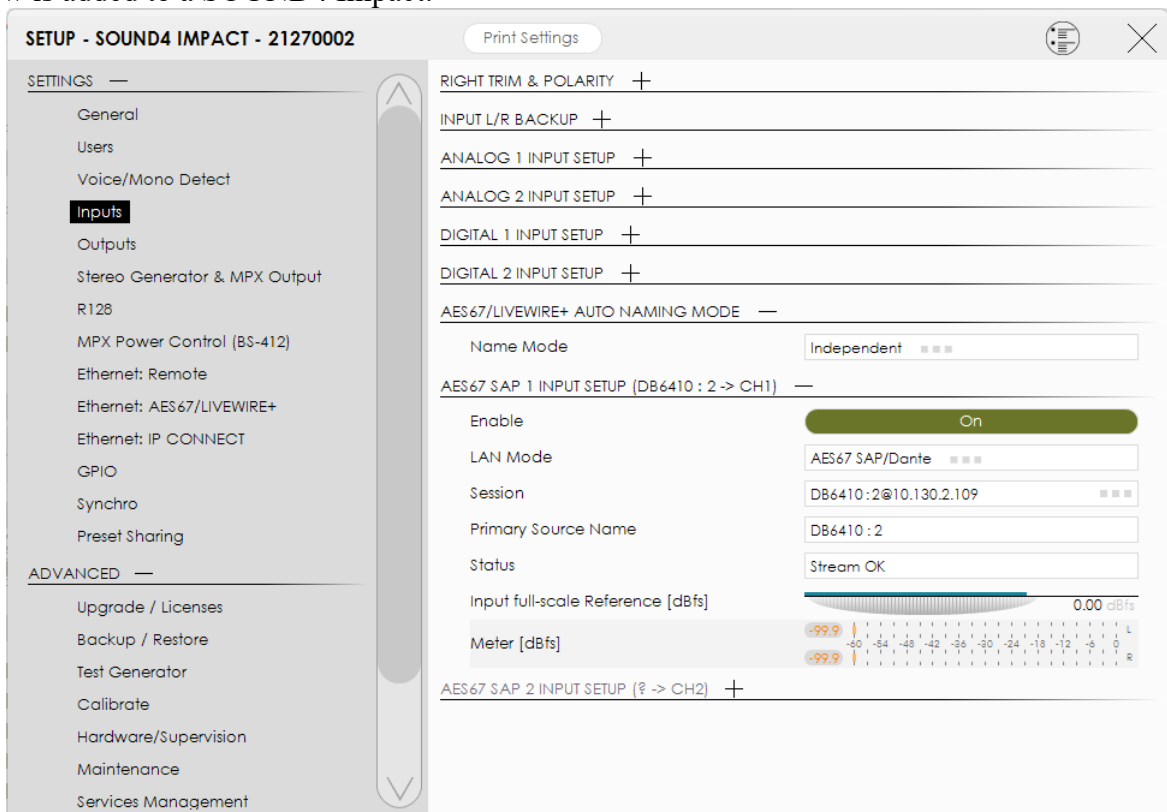 SETUP - SOUND4 IMPACT - 21270002
Print Settings
SETTINGS
General
Users
Voice/Mono Detect
Inputs
Outputs
Stereo Generator & MPX Output
R128
MPX Power Control (BS-412)
Ethernet: Remote
Ethernet: AES67/LIVEWIRE+
Ethernet: IP CONNECT
GPIO
Synchro
Preset Sharing
ADVANCED
Upgrade / Licenses
Backup / Restore
Test Generator
Calibrate
Hardware/Supervision
Maintenance
Services Management
RIGHT TRIM & POLARITY
INPUT L/R BACKUP
ANALOG 1 INPUT SETUP
ANALOG 2 INPUT SETUP
DIGITAL 1 INPUT SETUP
DIGITAL 2 INPUT SETUP
AES67/LIVEWIRE+ AUTO NAMING MODE
Name Mode Independent
AES67 SAP 1 INPUT SETUP (DB6410 : 2 -> CH1)
Enable On
LAN Mode AES67 SAP/Dante
Session DB6410:2@10.130.2.109
Primary Source Name DB6410 : 2
Status Stream OK
Input full-scale Reference [dBfs] 0.00 dBfs
Meter [dBfs]
-99.9 L
-60 -54 -48 -42 -36 -30 -24 -18 -12 -6 0
-99.9 R
AES67 SAP 2 INPUT SETUP (? -> CH2)